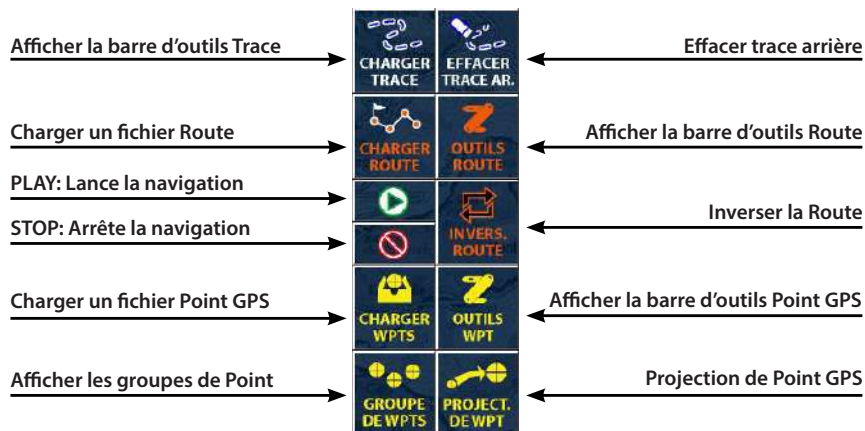 Afficher la barre d'outils Trace
CHARGER
TRACE
EFFACER
TRACE AR.
Effacer trace arrière
Charger un fichier Route
CHARGER
ROUTE
OUTILS
ROUTE
Afficher la barre d'outils Route
PLAY: Lance la navigation
STOP: Arrête la navigation
INVERS.
ROUTE
Inverser la Route
Charger un fichier Point GPS
CHARGER
WPTS
OUTILS
WPT
Afficher la barre d'outils Point GPS
Afficher les groupes de Point
GROUPE
DE WPTS
PROJECT.
DE WPT
Projection de Point GPS